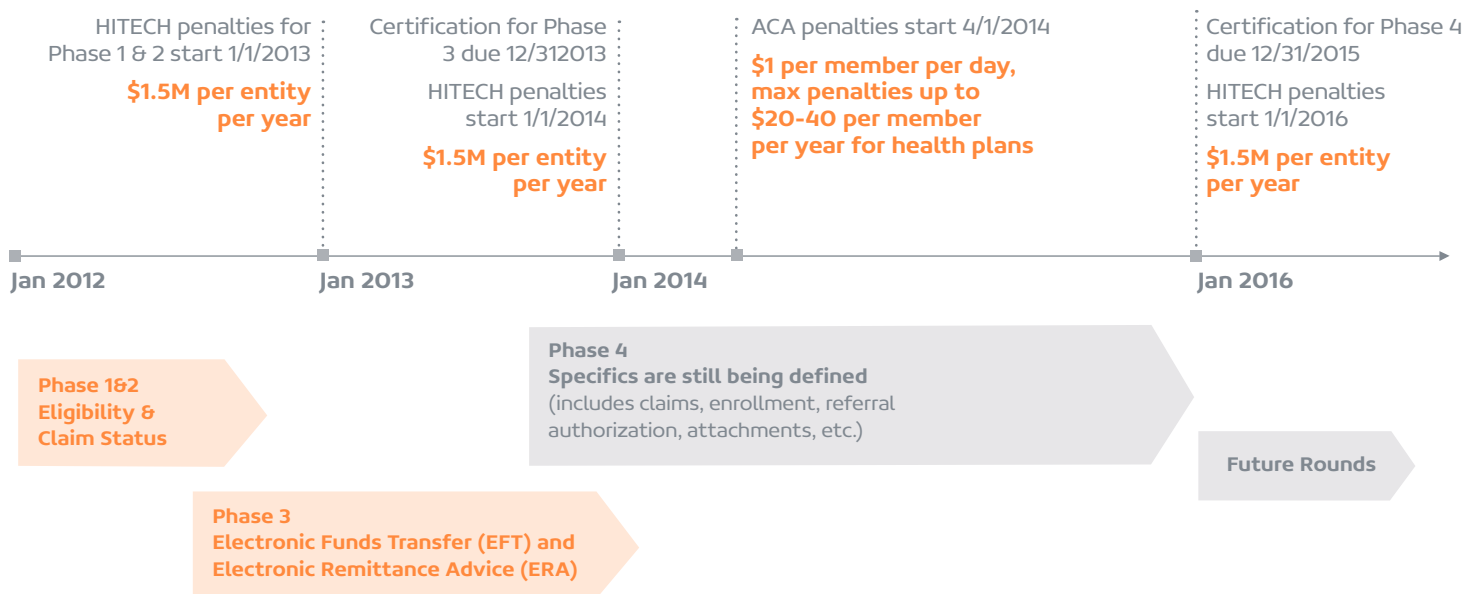 HITECH penalties for
Phase 1 & 2 start 1/1/2013
$1.5M per entity
per year
Certification for Phase
3 due 12/312013
HITECH penalties
start 1/1/2014
$1.5M per entity
per year
ACA penalties start 4/1/2014
$1 per member per day,
max penalties up to
$20-40 per member
per year for health plans
Certification for Phase 4
due 12/31/2015
HITECH penalties
start 1/1/2016
$1.5M per entity
per year
Jan 2012
Jan 2013
Jan 2014
Jan 2016
Phase 1&2
Eligibility &
Claim Status
Phase 4
Specifics are still being defined
(includes claims, enrollment, referral
authorization, attachments, etc.)
Future Rounds
Phase 3
Electronic Funds Transfer (EFT) and
Electronic Remittance Advice (ERA)